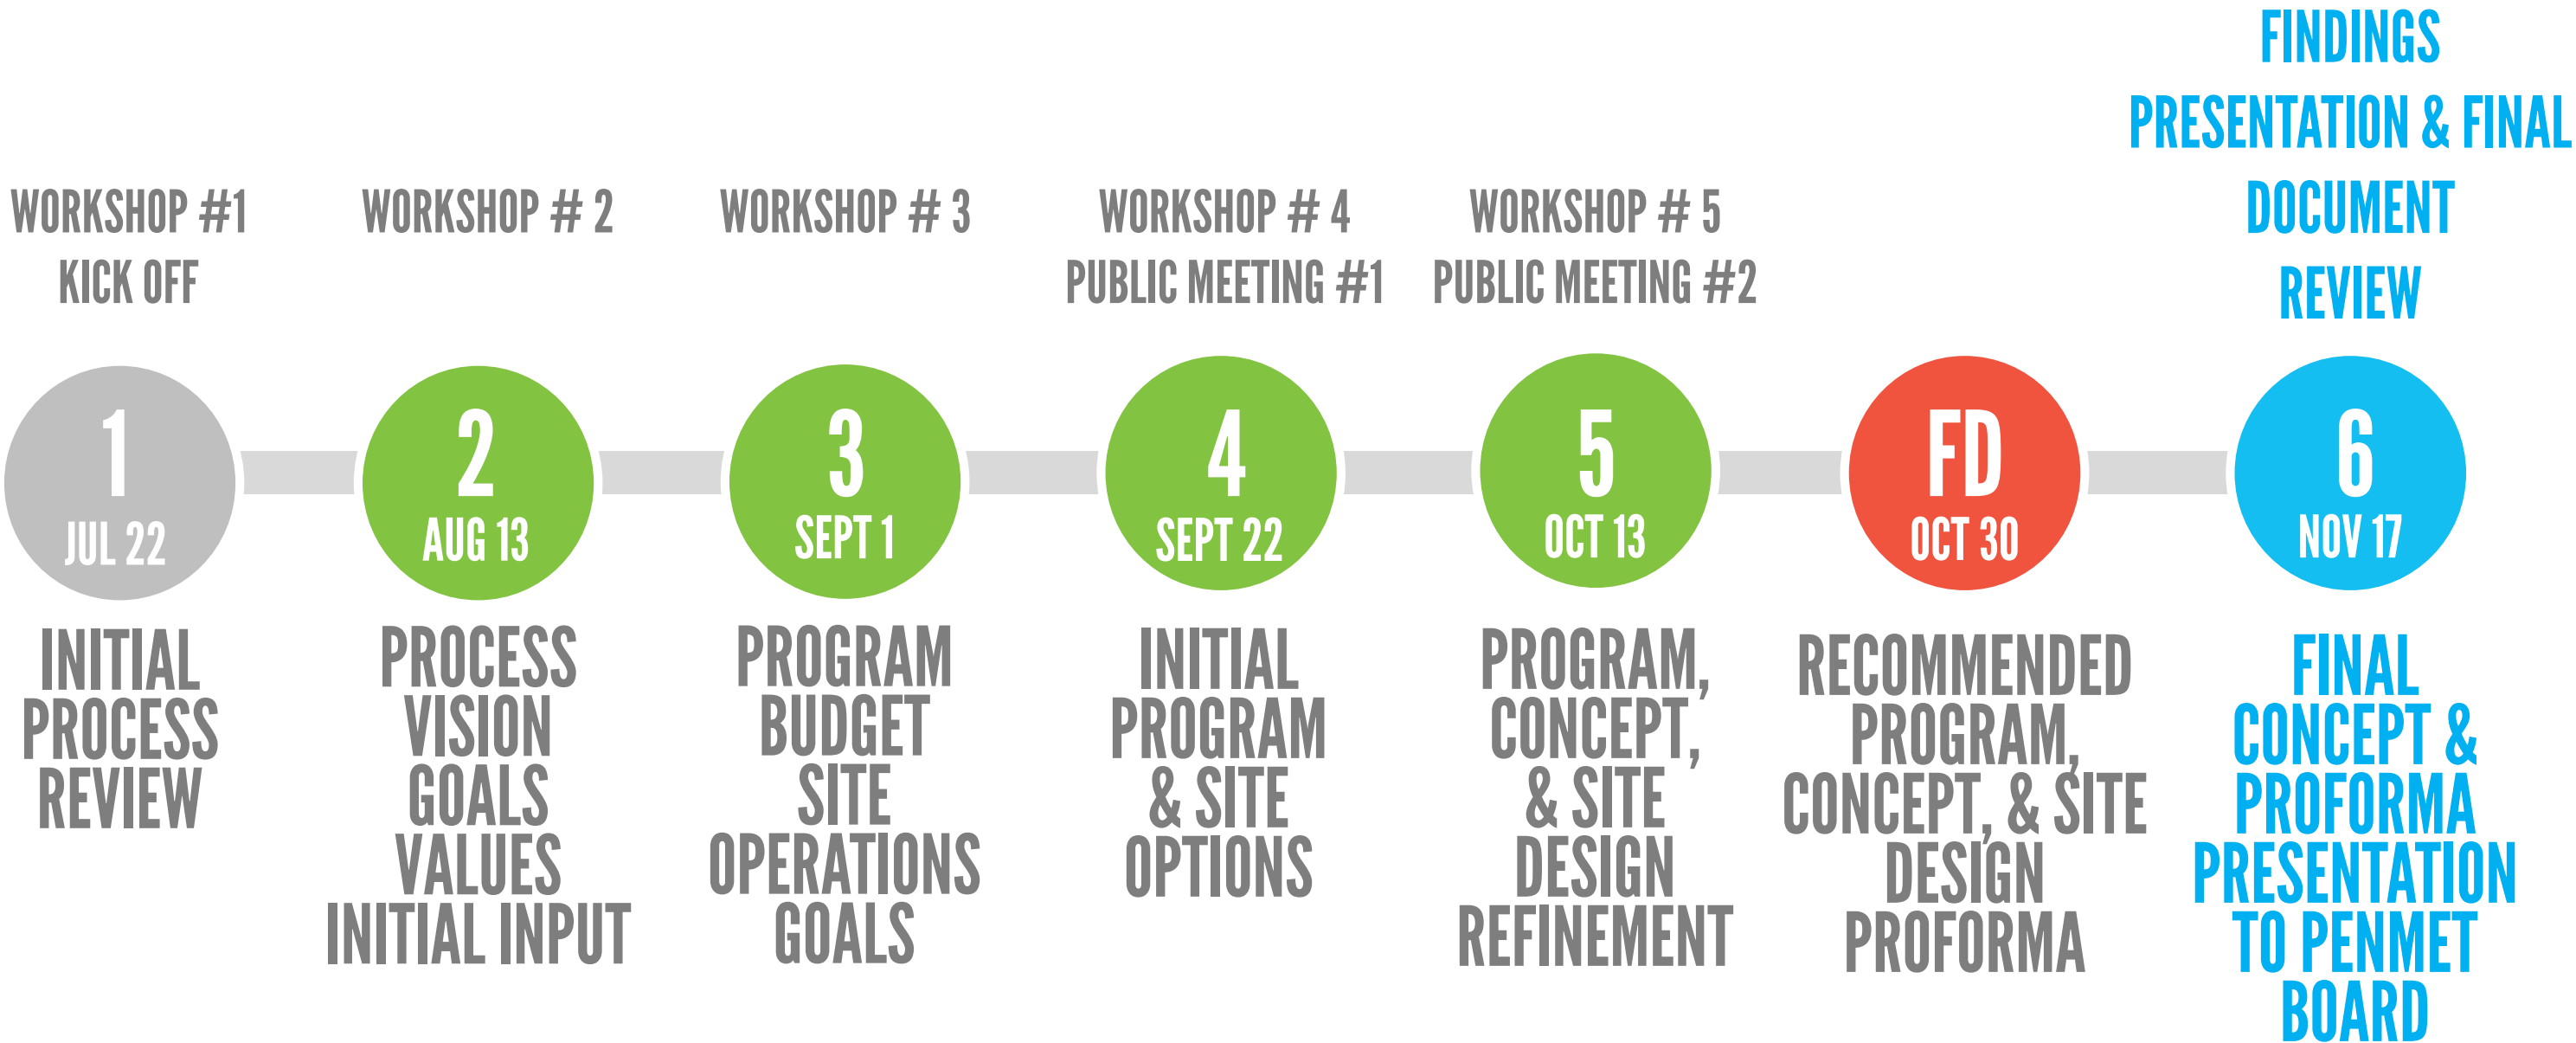 WORKSHOP #1
KICK OFF
1
JUL 22
INITIAL
PROCESS
REVIEW
WORKSHOP # 2
2
AUG 13
PROCESS
VISION
GOALS
VALUES
INITIAL INPUT
WORKSHOP # 3
3
SEPT 1
PROGRAM
BUDGET
SITE
OPERATIONS
GOALS
WORKSHOP # 4
PUBLIC MEETING #1
4
SEPT 22
INITIAL
PROGRAM
& SITE
OPTIONS
WORKSHOP # 5
PUBLIC MEETING #2
5
OCT 13
PROGRAM,
CONCEPT,
& SITE
DESIGN
REFINEMENT
FD
OCT 30
RECOMMENDED
PROGRAM,
CONCEPT, & SITE
DESIGN
PROFORMA
FINDINGS
PRESENTATION & FINAL
DOCUMENT
REVIEW
6
NOV 17
FINAL
CONCEPT &
PROFORMA
PRESENTATION
TO PENMET
BOARD